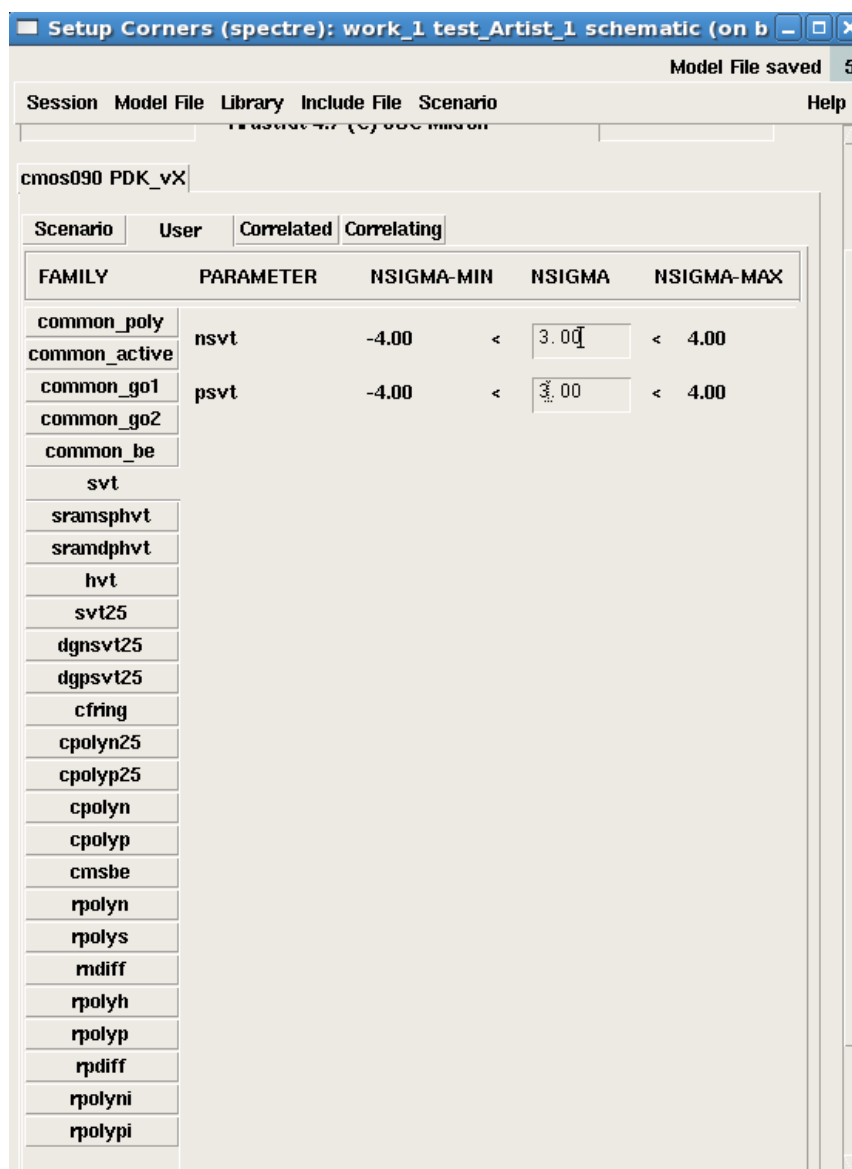 Setup Corners (spectre): work_1 test_Artist_1 schematic (on b
Model File saved 5
Session Model File Library Include File Scenario Help
cmos090 PDK_vX
Scenario User Correlated Correlating
FAMILY PARAMETER NSIGMA-MIN NSIGMA NSIGMA-MAX
common_poly
nsvt -4.00 < 3.00 < 4.00
common_active
common_go1
psvt -4.00 < 3.00 < 4.00
common_go2
common_be
svt
sramsphvt
sramdphvt
hvt
svt25
dgnsvt25
dgpsvt25
cfring
cpolyn25
cpolyp25
cpolyn
cpolyp
cmsbe
rpolyn
rpolys
rndiff
rpolyh
rpolyp
rpdiff
rpolyni
rpolypi